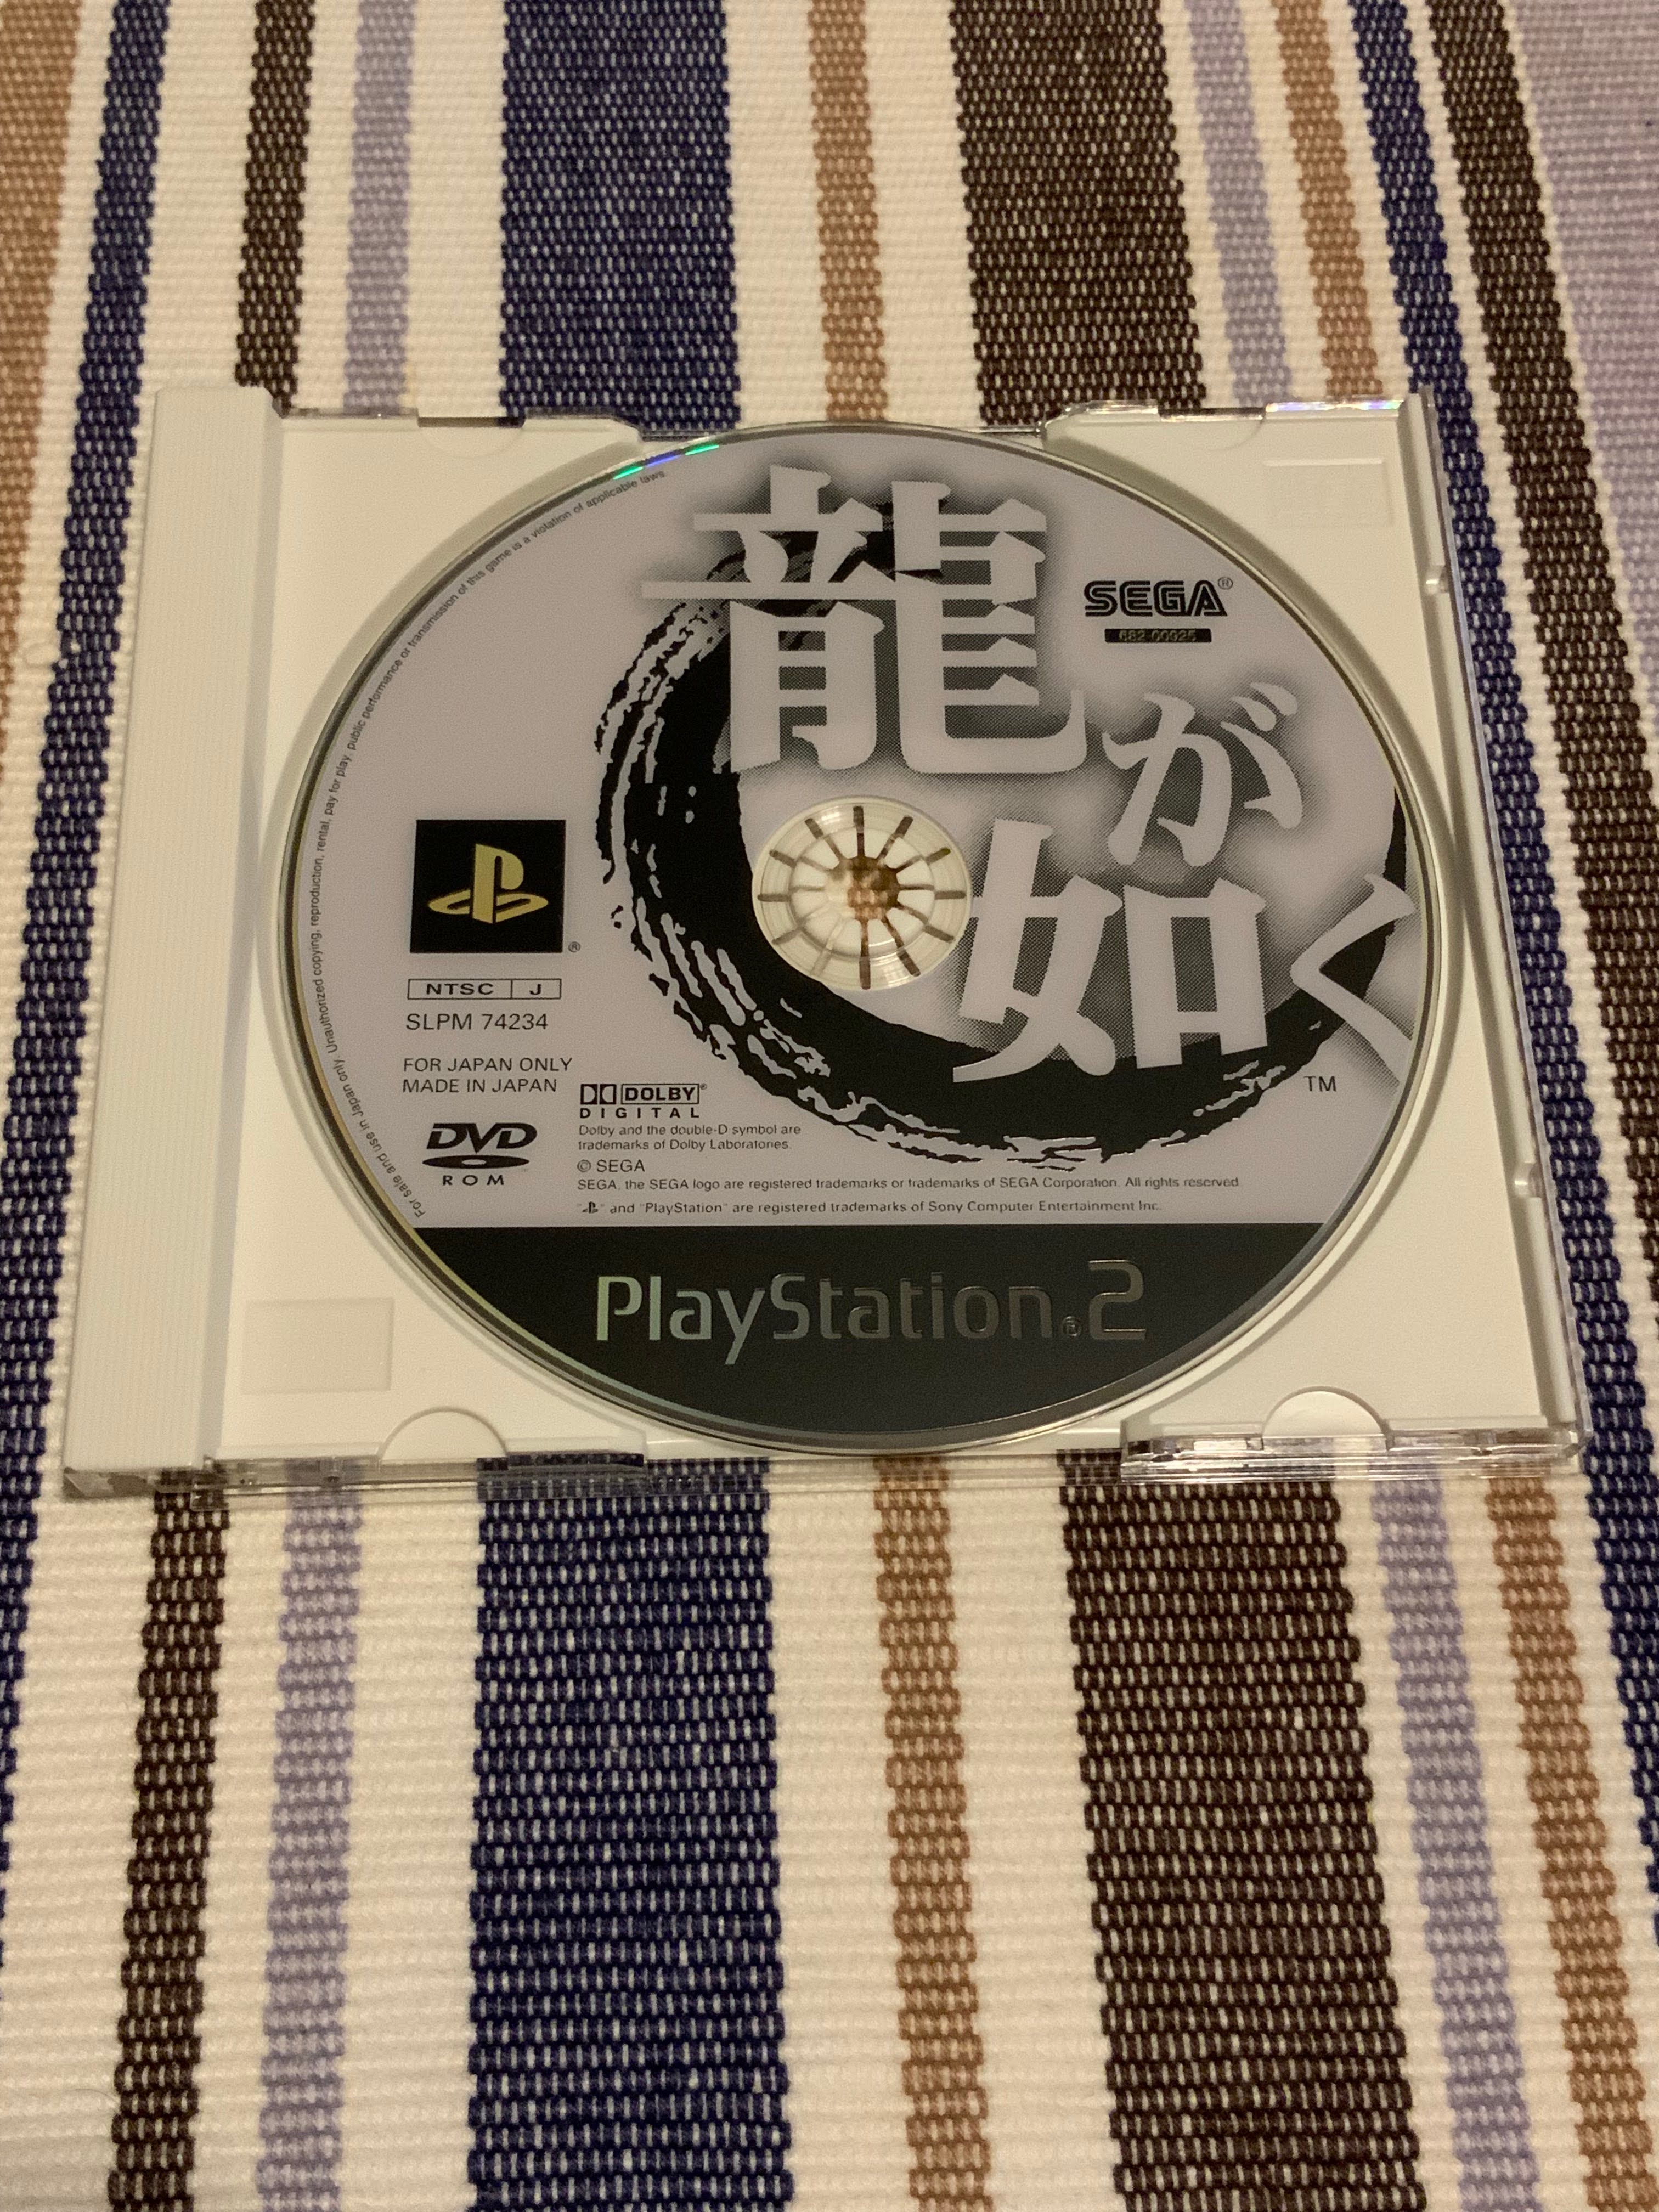 龍が如く
TM
SEGA®
682-00925
®
NTSC J
SLPM 74234
FOR JAPAN ONLY
MADE IN JAPAN
DVD
ROM
DOLBY®
DIGITAL
Dolby and the double-D symbol are
trademarks of Dolby Laboratories.
© SEGA
SEGA, the SEGA logo are registered trademarks or trademarks of SEGA Corporation. All rights reserved.
" " and "PlayStation" are registered trademarks of Sony Computer Entertainment Inc.
PlayStation®2
For sale and use in Japan only. Unauthorized copying, reproduction, rental, pay for play, public performance or transmission of this game is a violation of applicable laws